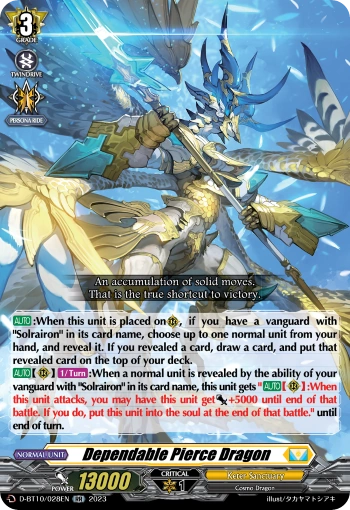 3
GRADE
TWINDRIVE
PERSONA RIDE
An accumulation of solid moves.
That is the true shortcut to victory.
AUTO:When this unit is placed on , if you have a vanguard with
"Solrairon" in its card name, choose up to one normal unit from your
hand, and reveal it. If you revealed a card, draw a card, and put that
revealed card on the top of your deck.
AUTO【 】1/Turn:When a normal unit is revealed by the ability of your
vanguard with "Solrairon" in its card name, this unit gets "AUTO【 】:When
this unit attacks, you may have this unit get +5000 until end of that
battle. If you do, put this unit into the soul at the end of that battle." until
end of turn.
NORMAL UNIT
Dependable Pierce Dragon
POWER
13000
CRITICAL
1
Keter Sanctuary
Cosmo Dragon
D-BT10/028EN RR 2023
illust/タカヤマトシアキ